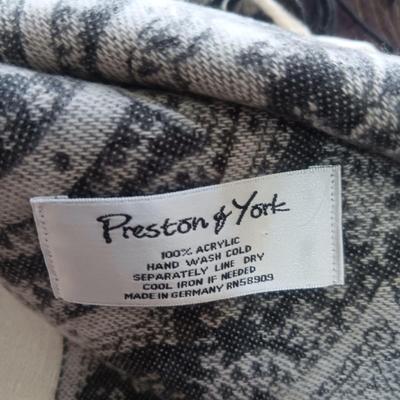 Preston & York
100% ACRYLIC
HAND WASH COLD
SEPARATELY LINE DRY
COOL IRON IF NEEDED
MADE IN GERMANY RN58909